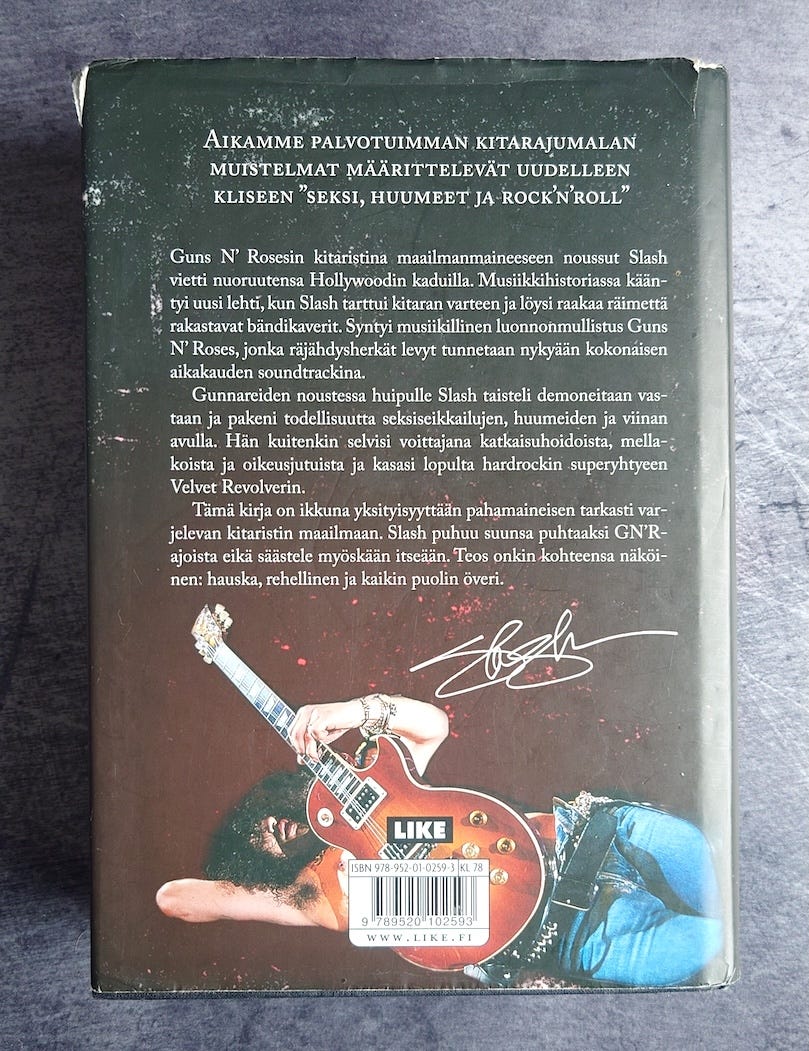 AIKAMME PALVOTUIMMAN KITARAJUMALAN
MUISTELMAT MÄÄRITTELEVÄT UUDELLEEN
KLISEEN ”SEKSI, HUUMEET JA ROCK’N’ROLL”
Guns N’ Rosesin kitaristina maailmanmaineeseen noussut Slash
vietti nuoruutensa Hollywoodin kaduilla. Musiikkihistoriassa kään-
tyi uusi lehti, kun Slash tarttui kitaran varteen ja löysi raakaa räimettä
rakastavat bändikaverit. Syntyi musiikillinen luonnonmullistus Guns
N’ Roses, jonka räjähdysherkät levyt tunnetaan nykyään kokonaisen
aikakauden soundtrackina.
Gunnareiden noustessa huipulle Slash taisteli demoneitaan vas-
taan ja pakeni todellisuutta seksiseikkailujen, huumeiden ja viinan
avulla. Hän kuitenkin selvisi voittajana katkaisuhoidoista, mella-
koista ja oikeusjutuista ja kasasi lopulta hardrockin superyhtyeen
Velvet Revolverin.
Tämä kirja on ikkuna yksityisyyttään pahamaineisen tarkasti var-
jelevan kitaristin maailmaan. Slash puhuu suunsa puhtaaksi GN’R-
ajoista eikä säästele myöskään itseään. Teos onkin kohteensa näköi-
nen: hauska, rehellinen ja kaikin puolin överi.
Slash
LIKE
ISBN 978-952-01-0259-3 KL 78
9 789520 102593
WWW.LIKE.FI